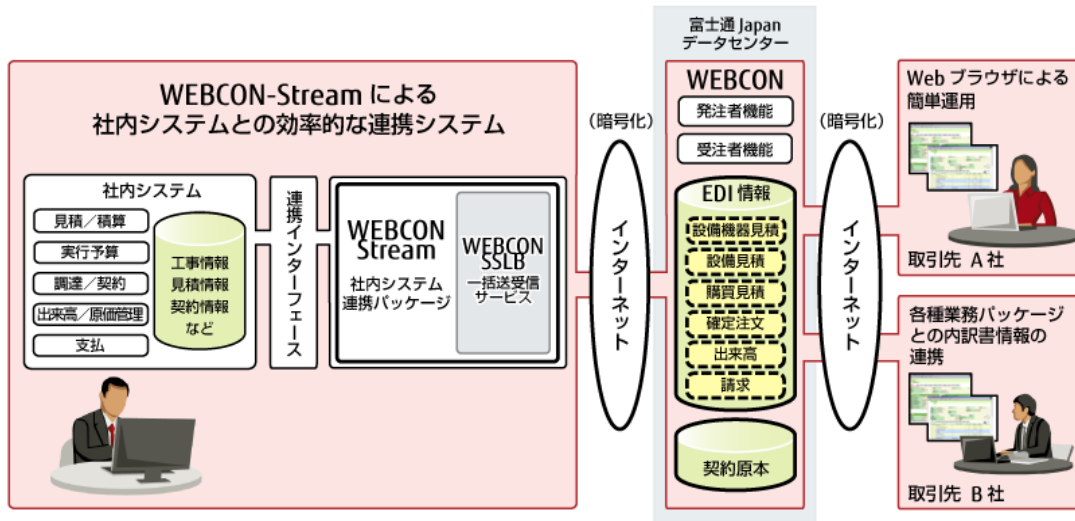 WEBCON-Stream による
社内システムとの効率的な連携システム
社内システム
見積／積算
実行予算
調達／契約
出来高／原価管理
支払
工事情報
見積情報
契約情報
など
連携インターフェース
WEBCON
Stream
社内システム
連携パッケージ
WEBCON
SSLB
一括送受信
サービス
（暗号化）
インターネット
富士通 Japan
データセンター
WEBCON
発注者機能
受注者機能
EDI 情報
設備機器見積
設備見積
購買見積
確定注文
出来高
請求
契約原本
（暗号化）
インターネット
Web ブラウザによる
簡単運用
取引先 A 社
各種業務パッケージ
との内訳書情報の
連携
取引先 B 社